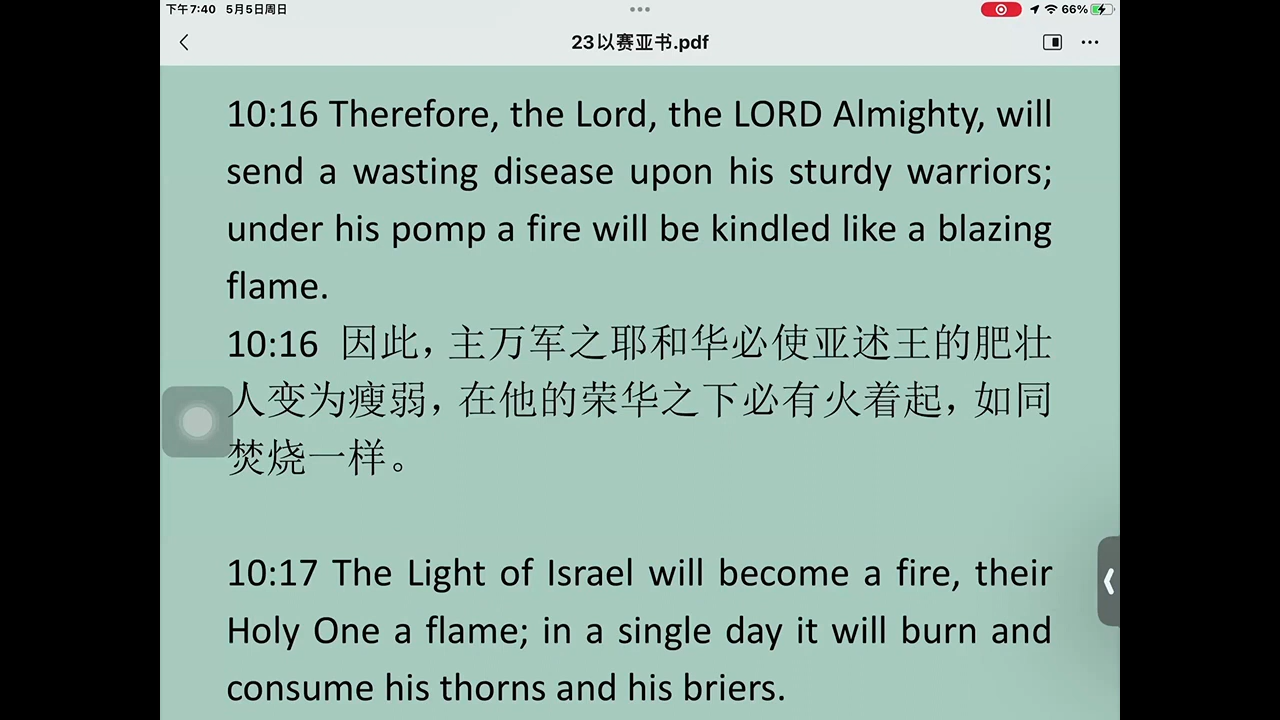 下午7:40 5月5日周日
66%
23以赛亚书.pdf
10:16 Therefore, the Lord, the LORD Almighty, will
send a wasting disease upon his sturdy warriors;
under his pomp a fire will be kindled like a blazing
flame.
10:16 因此，主万军之耶和华必使亚述王的肥壮
人变为瘦弱，在他的荣华之下必有火着起，如同
焚烧一样。
10:17 The Light of Israel will become a fire, their
Holy One a flame; in a single day it will burn and
consume his thorns and his briers.